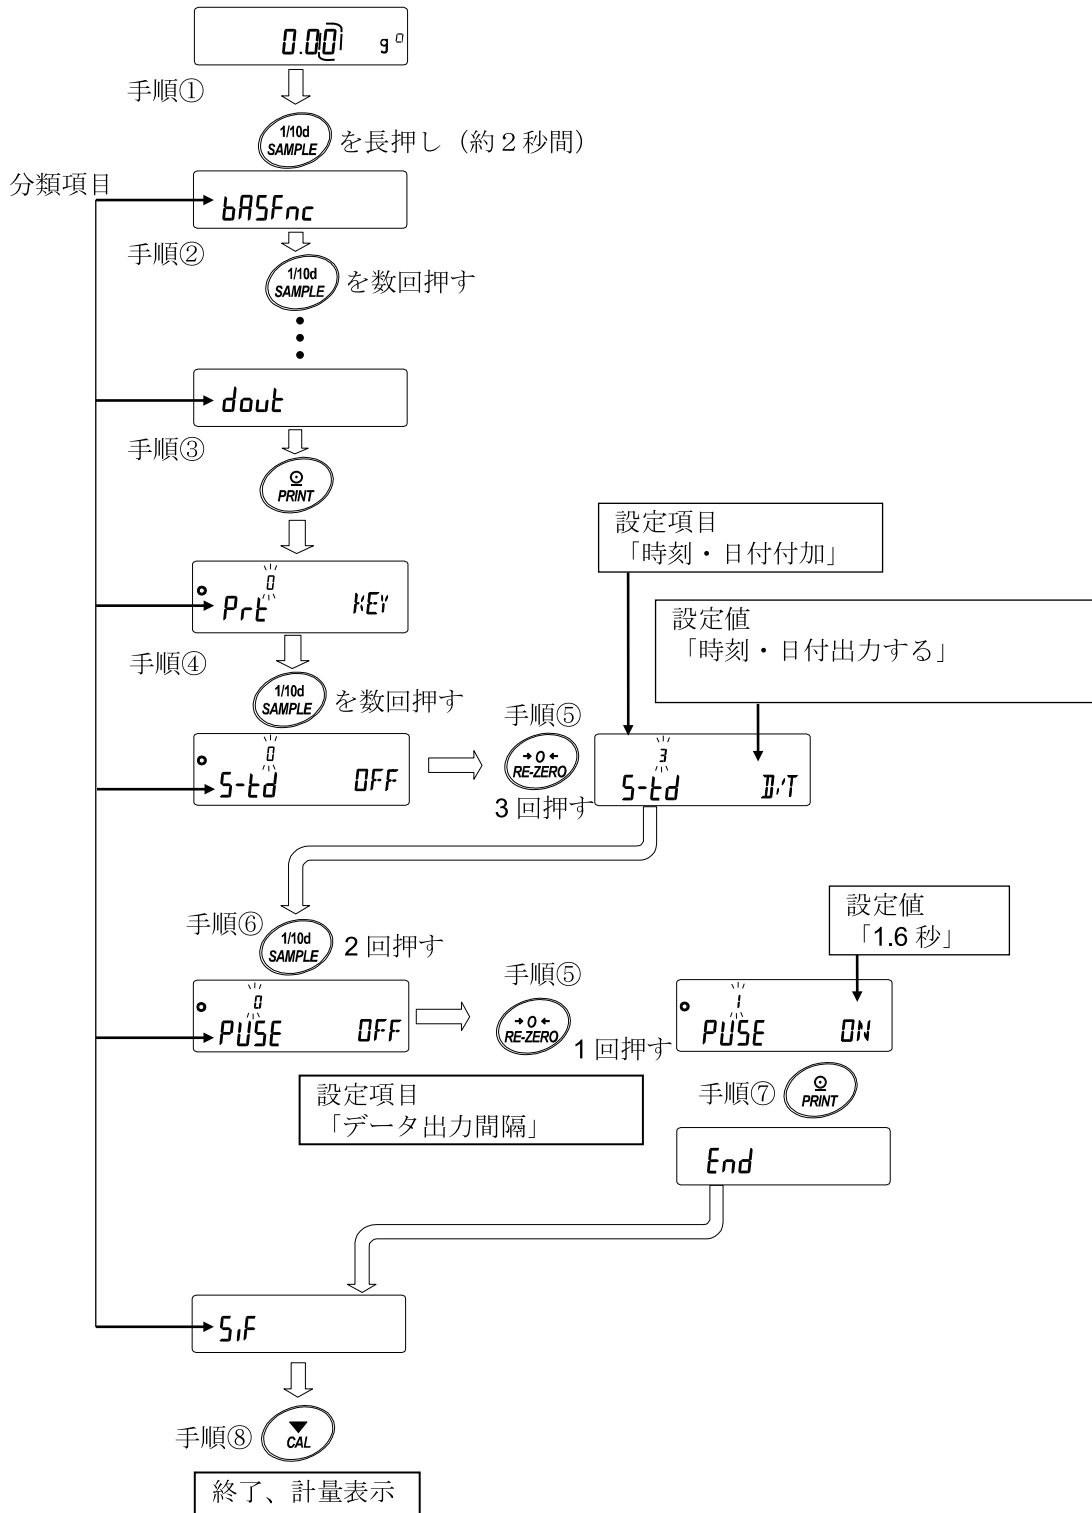 0.00 g
手順①
1/10d
SAMPLE
を長押し（約２秒間）
分類項目
bASFnc
手順②
1/10d
SAMPLE
を数回押す
dout
手順③
PRINT
設定項目
「時刻・日付付加」
0
Prt KEY
設定値
「時刻・日付出力する」
手順④
1/10d
SAMPLE
を数回押す
手順⑤
0
S-td OFF
→0←
RE-ZERO
3 回押す
3
S-td D/T
手順⑥
1/10d
SAMPLE
2 回押す
設定値
「1.6 秒」
手順⑤
0
PUSE OFF
→0←
RE-ZERO
1 回押す
1
PUSE ON
設定項目
「データ出力間隔」
手順⑦
PRINT
End
SiF
手順⑧
CAL
終了、計量表示